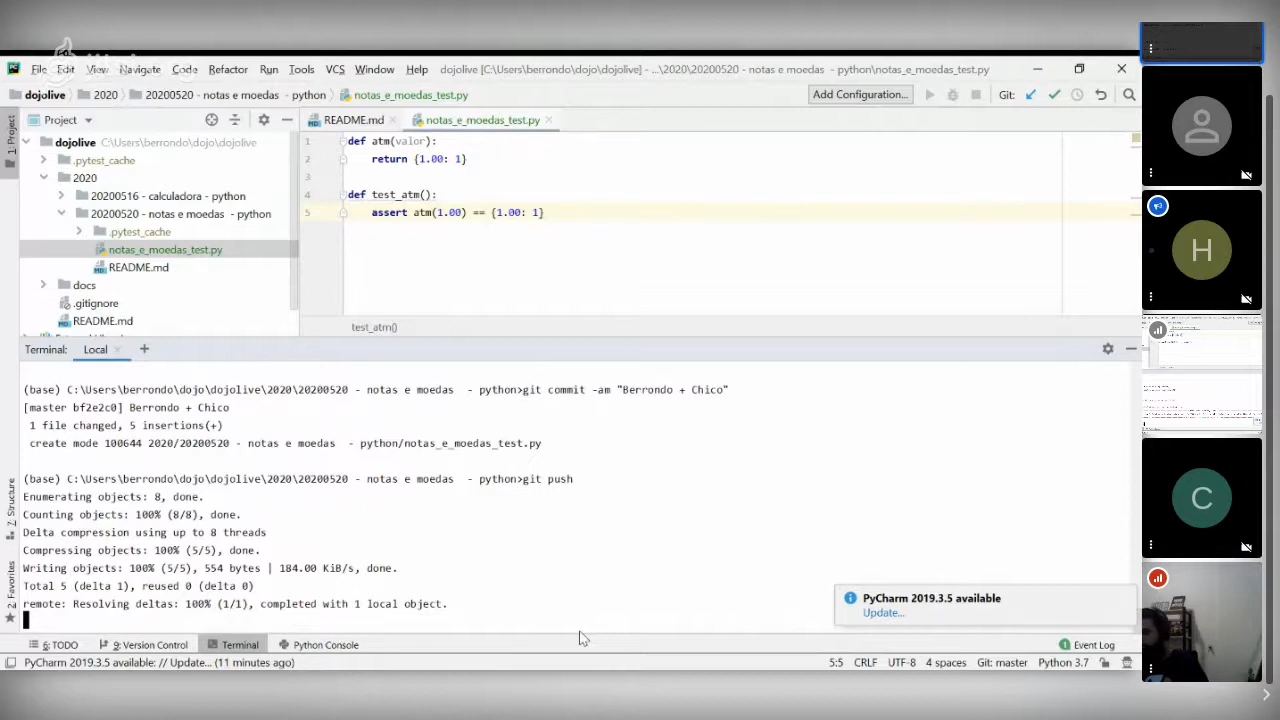 File Edit View Navigate Code Refactor Run Tools VCS Window Help dojolive [C:\Users\berrondo\dojo\dojolive] - ...\2020\20200520 - notas e moedas - python\notas_e_moedas_test.py
dojolive 2020 20200520 - notas e moedas - python notas_e_moedas_test.py Add Configuration... Git:
1: Project
Project
dojolive C:\Users\berrondo\dojo\dojolive
.pytest_cache
2020
20200516 - calculadora - python
20200520 - notas e moedas - python
.pytest_cache
notas_e_moedas_test.py
README.md
docs
.gitignore
README.md
README.md notas_e_moedas_test.py
1 def atm(valor):
2 return {1.00: 1}
3
4 def test_atm():
5 assert atm(1.00) == {1.00: 1}
test_atm()
Terminal: Local +
(base) C:\Users\berrondo\dojo\dojolive\2020\20200520 - notas e moedas - python>git commit -am "Berrondo + Chico"
[master bf2e2c0] Berrondo + Chico
1 file changed, 5 insertions(+)
create mode 100644 2020/20200520 - notas e moedas - python/notas_e_moedas_test.py
(base) C:\Users\berrondo\dojo\dojolive\2020\20200520 - notas e moedas - python>git push
Enumerating objects: 8, done.
Counting objects: 100% (8/8), done.
Delta compression using up to 8 threads
Compressing objects: 100% (5/5), done.
Writing objects: 100% (5/5), 554 bytes | 184.00 KiB/s, done.
Total 5 (delta 1), reused 0 (delta 0)
remote: Resolving deltas: 100% (1/1), completed with 1 local object.
Z: Structure
2: Favorites
PyCharm 2019.3.5 available
Update...
6: TODO 9: Version Control Terminal Python Console Event Log
PyCharm 2019.3.5 available: // Update... (11 minutes ago) 5:5 CRLF UTF-8 4 spaces Git: master Python 3.7
H
C